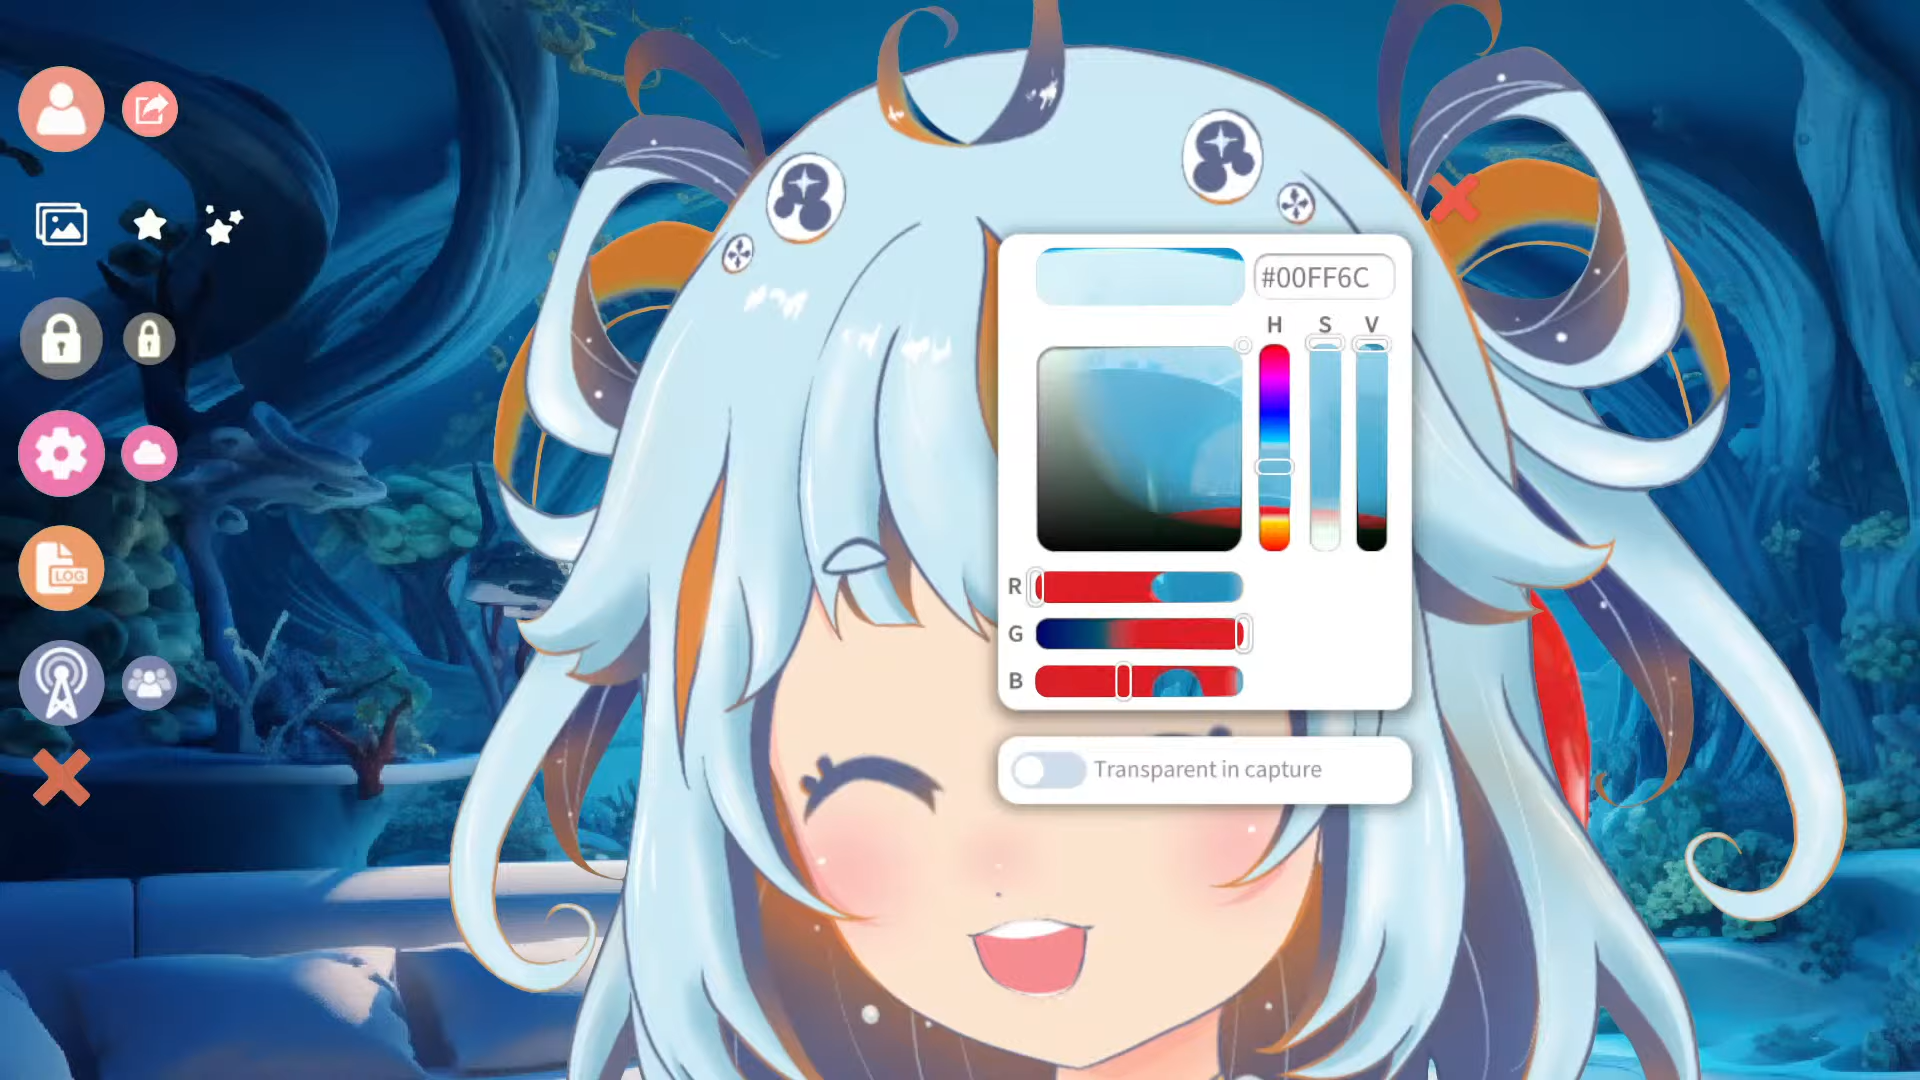 #00FF6C
H S V
LOG
R
G
B
Transparent in capture